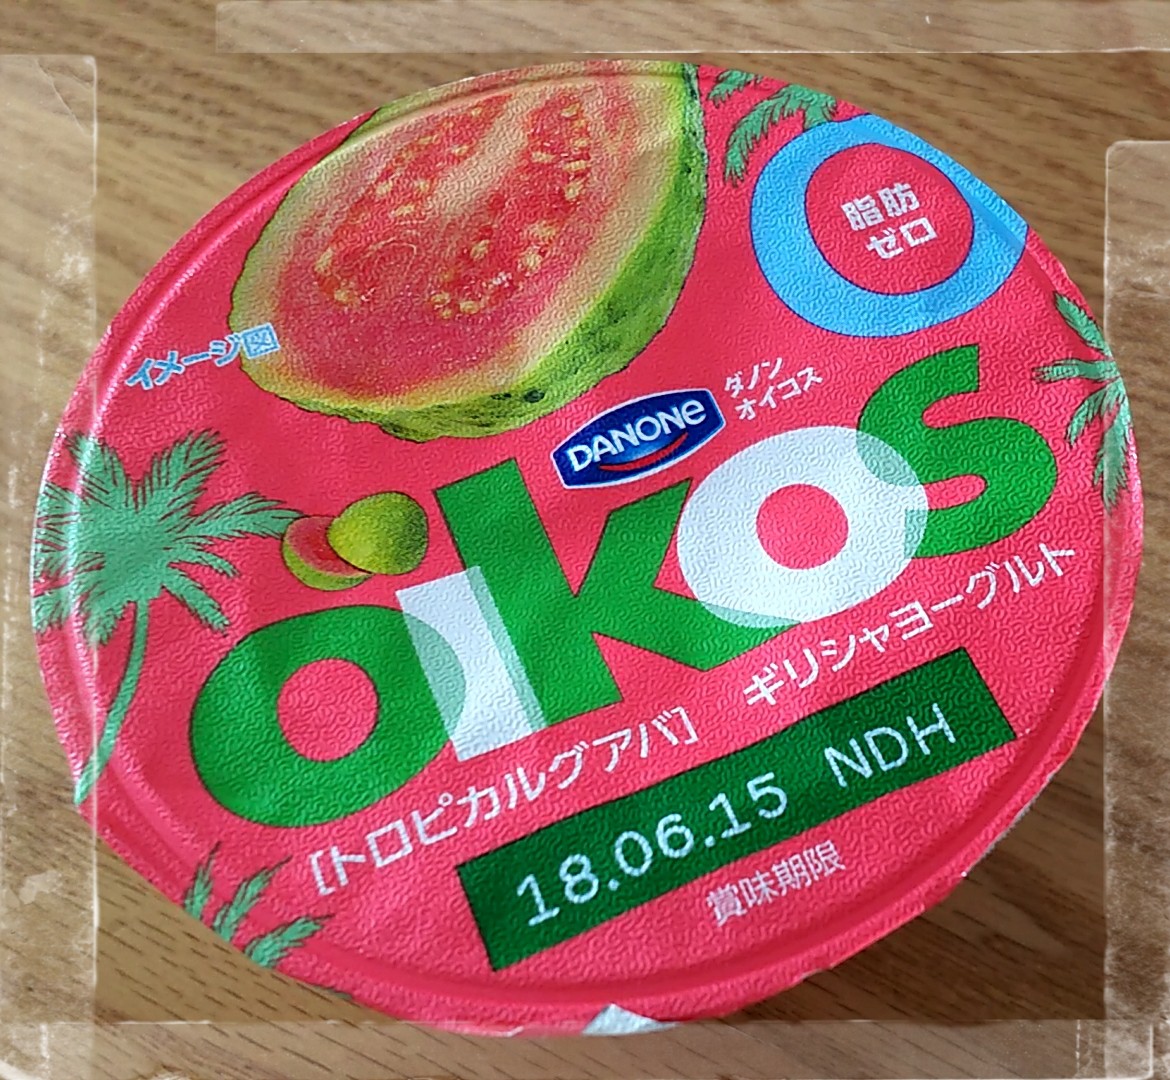 脂肪
ゼロ
イメージ図
DANONE
ダノン
オイコス
OIKOS
[トロピカルグアバ] ギリシャヨーグルト
18.06.15 NDH
賞味期限